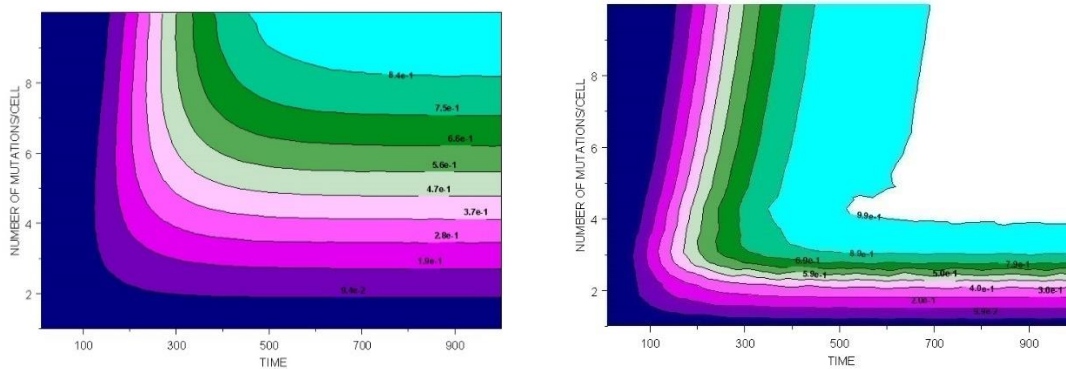 NUMBER OF MUTATIONS/CELL
8
6
4
2
100
300
500
700
900
TIME
8.4e-1
7.5e-1
6.6e-1
5.6e-1
4.7e-1
3.7e-1
2.8e-1
1.9e-1
9.4e-2
NUMBER OF MUTATIONS/CELL
8
6
4
2
100
300
500
700
900
TIME
9.9e-1
8.9e-1
7.9e-1
6.9e-1
5.9e-1
5.0e-1
4.0e-1
3.0e-1
2.0e-1
9.9e-2